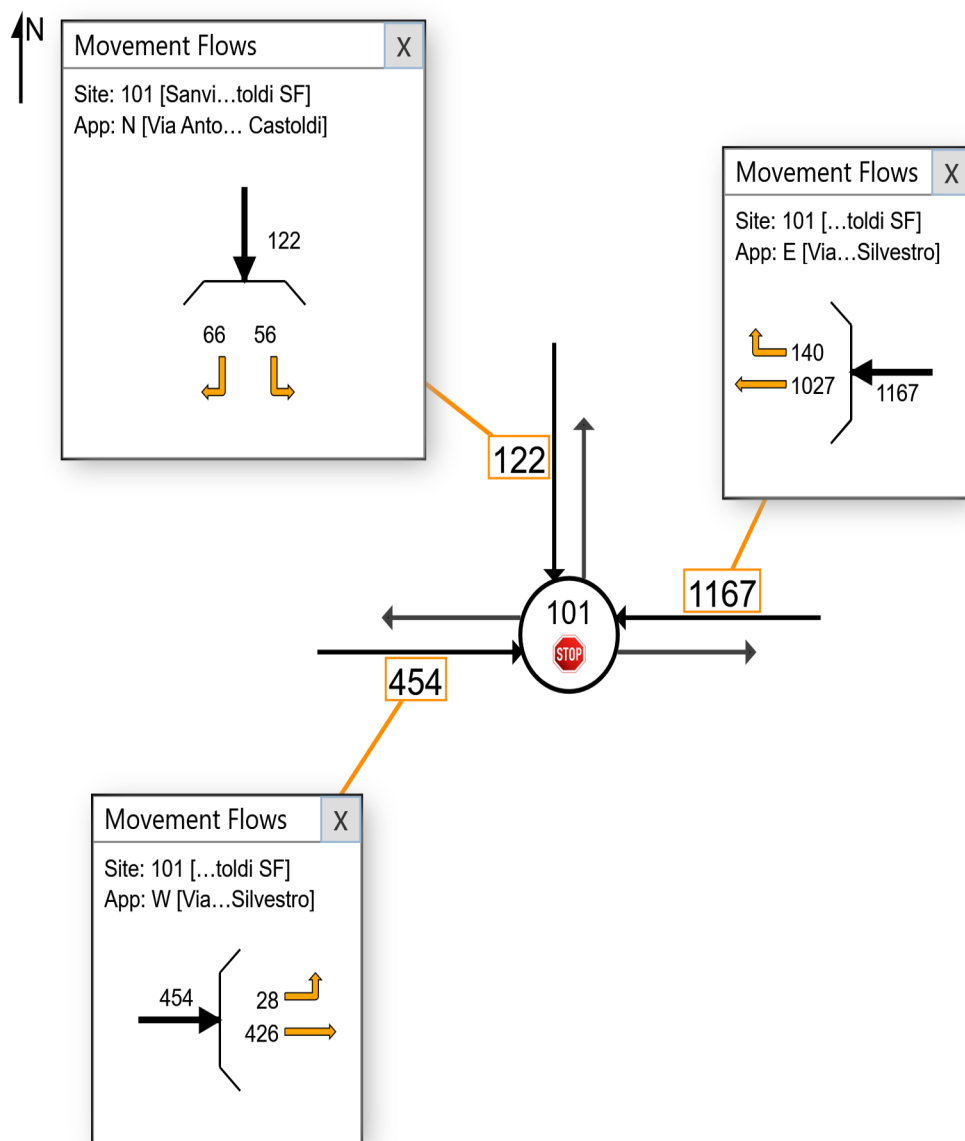 N
Movement Flows X
Site: 101 [Sanvi...toldi SF]
App: N [Via Anto... Castoldi]
122
66 56
Movement Flows X
Site: 101 [...toldi SF]
App: E [Via...Silvestro]
140
1027
1167
122
1167
101
STOP
454
Movement Flows X
Site: 101 [...toldi SF]
App: W [Via...Silvestro]
454
28
426